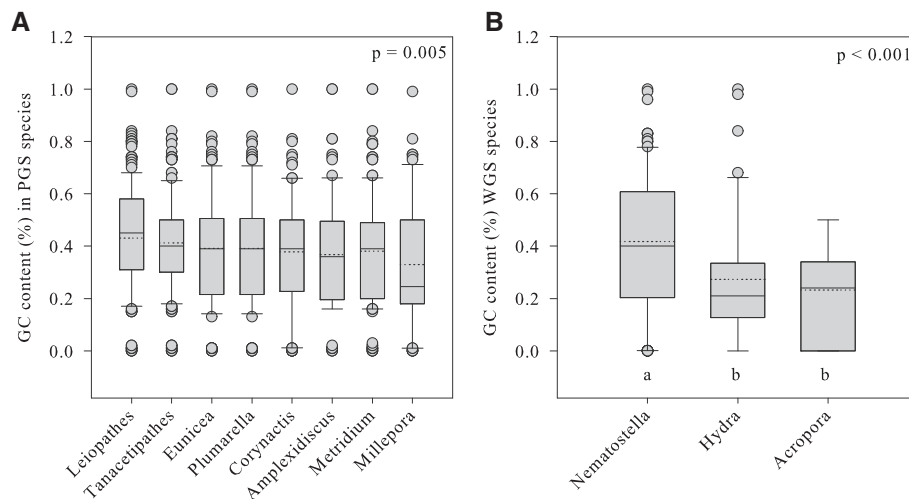 A
GC content (%) in PGS species
1.2
1.0
0.8
0.6
0.4
0.2
0.0
p = 0.005
Leiopathes
Tanacetipathes
Eunicea
Plumarella
Corynactis
Amplexidiscus
Metridium
Millepora
B
GC content (%) WGS species
1.2
1.0
0.8
0.6
0.4
0.2
0.0
p < 0.001
a
b
b
Nematostella
Hydra
Acropora